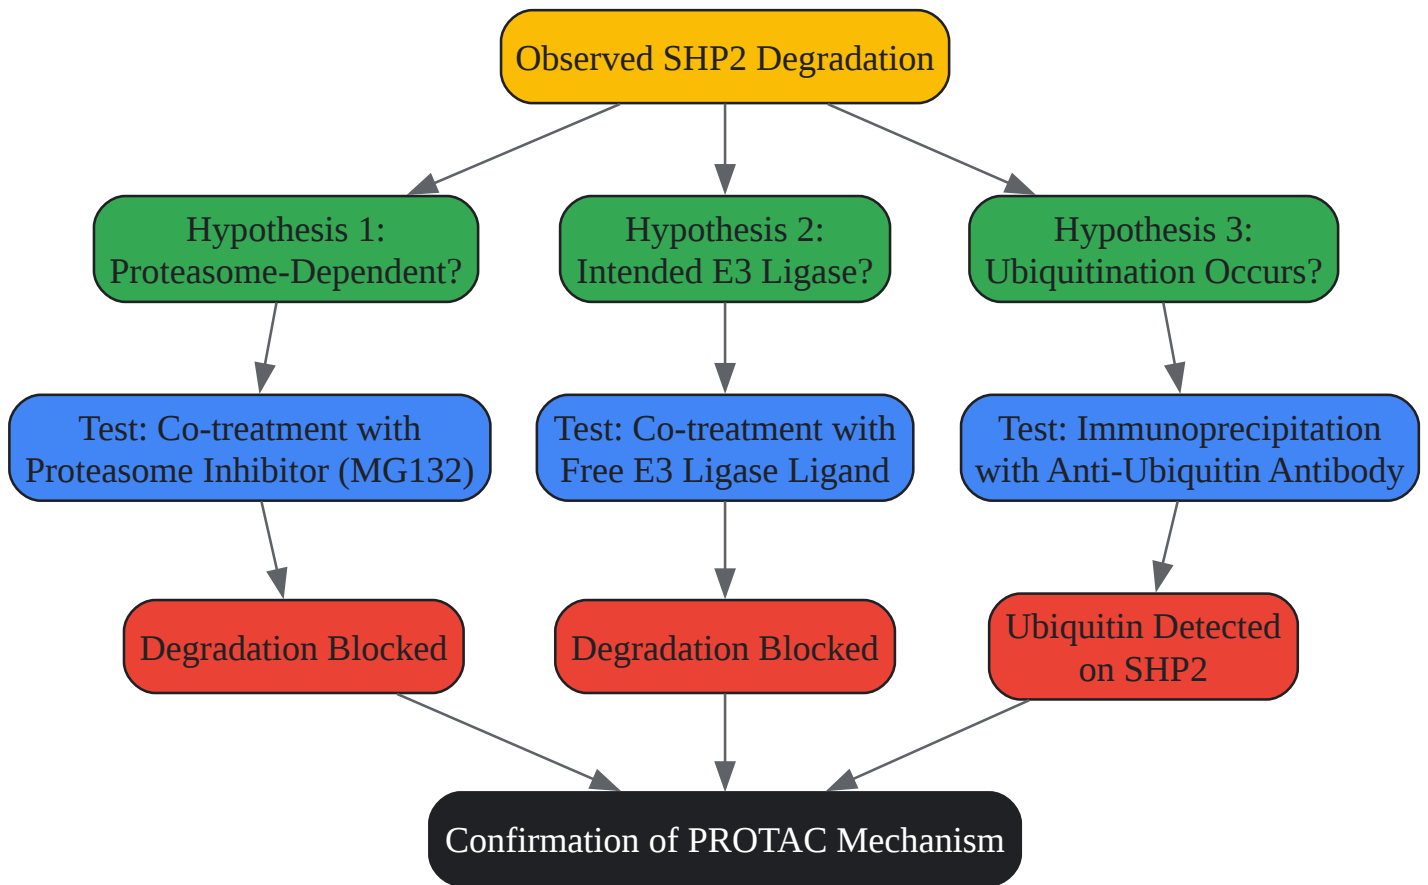 Observed SHP2 Degradation
Hypothesis 1:
Proteasome-Dependent?
Hypothesis 2:
Intended E3 Ligase?
Hypothesis 3:
Ubiquitination Occurs?
Test: Co-treatment with
Proteasome Inhibitor (MG132)
Test: Co-treatment with
Free E3 Ligase Ligand
Test: Immunoprecipitation
with Anti-Ubiquitin Antibody
Degradation Blocked
Degradation Blocked
Ubiquitin Detected
on SHP2
Confirmation of PROTAC Mechanism